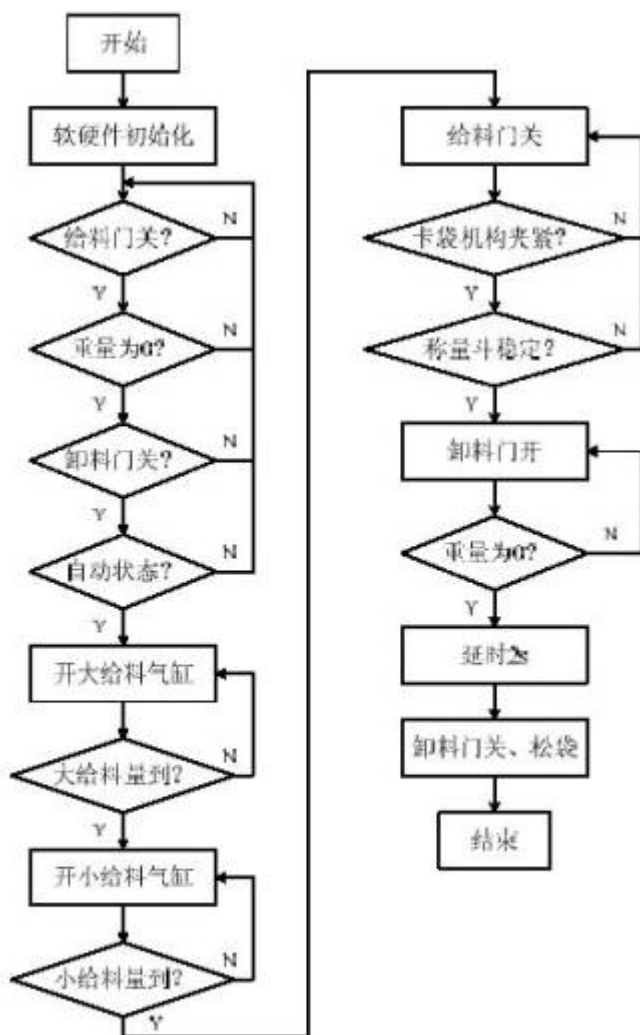 开始
软硬件初始化
给料门关?
N
Y
重量为0?
N
Y
卸料门关?
N
Y
自动状态?
N
Y
开大给料气缸
大给料量到?
N
Y
开小给料气缸
小给料量到?
N
Y
给料门关
卡袋机构夹紧?
N
Y
称量斗稳定?
N
Y
卸料门开
重量为0?
N
Y
延时2s
卸料门关、松袋
结束